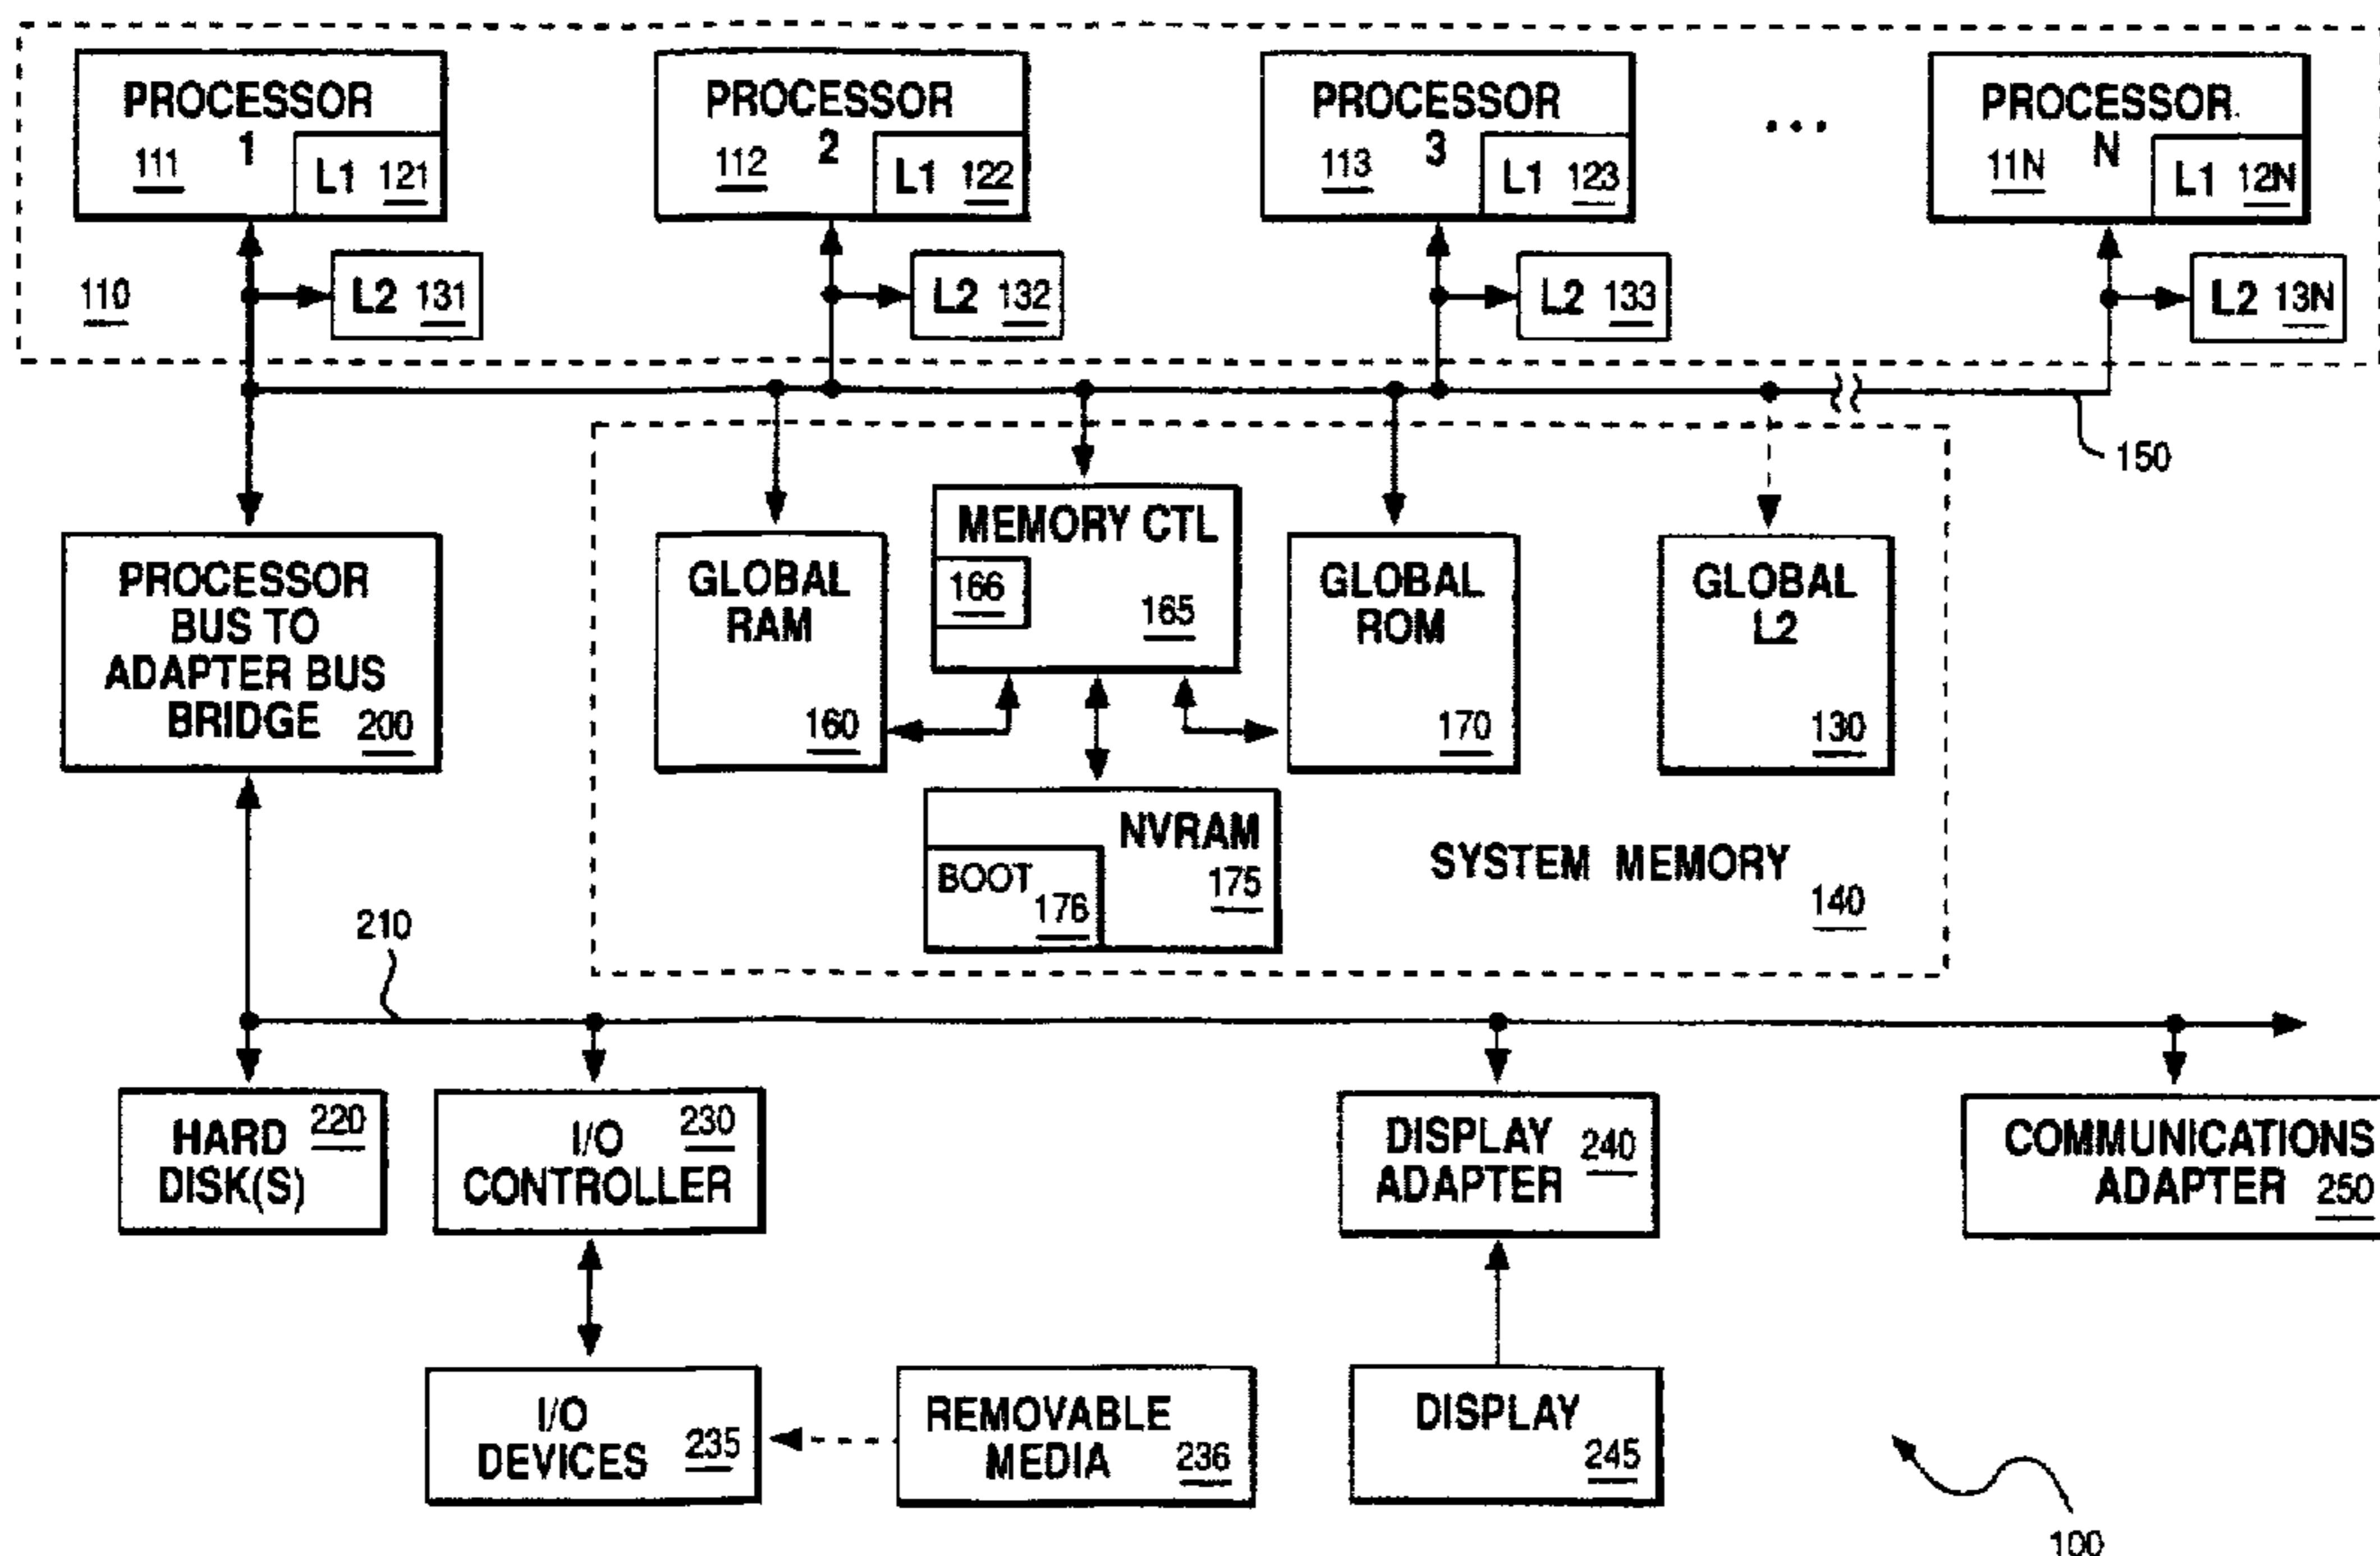 PROCESSOR
1
111
L1 121
PROCESSOR
2
112
L1 122
PROCESSOR
3
113
L1 123
...
PROCESSOR
N
11N
L1 12N
110
L2 131
L2 132
L2 133
L2 13N
150
PROCESSOR
BUS TO
ADAPTER BUS
BRIDGE 200
GLOBAL
RAM
160
MEMORY CTL
166
165
GLOBAL
ROM
170
GLOBAL
L2
130
NVRAM
175
BOOT
176
SYSTEM MEMORY
140
210
HARD
DISK(S)
220
I/O
CONTROLLER
230
DISPLAY
ADAPTER
240
COMMUNICATIONS
ADAPTER 250
I/O
DEVICES 235
REMOVABLE
MEDIA 236
DISPLAY
245
100